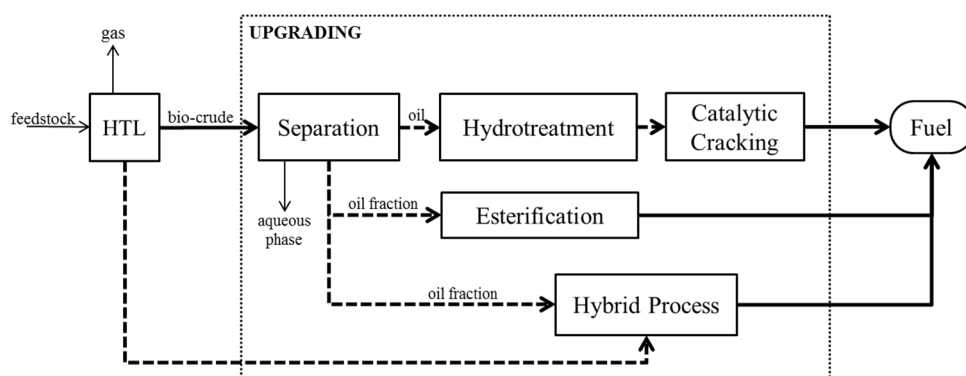 gas
UPGRADING
feedstock
HTL
bio-crude
Separation
oil
Hydrotreatment
Catalytic
Cracking
Fuel
aqueous
phase
oil fraction
Esterification
oil fraction
Hybrid Process